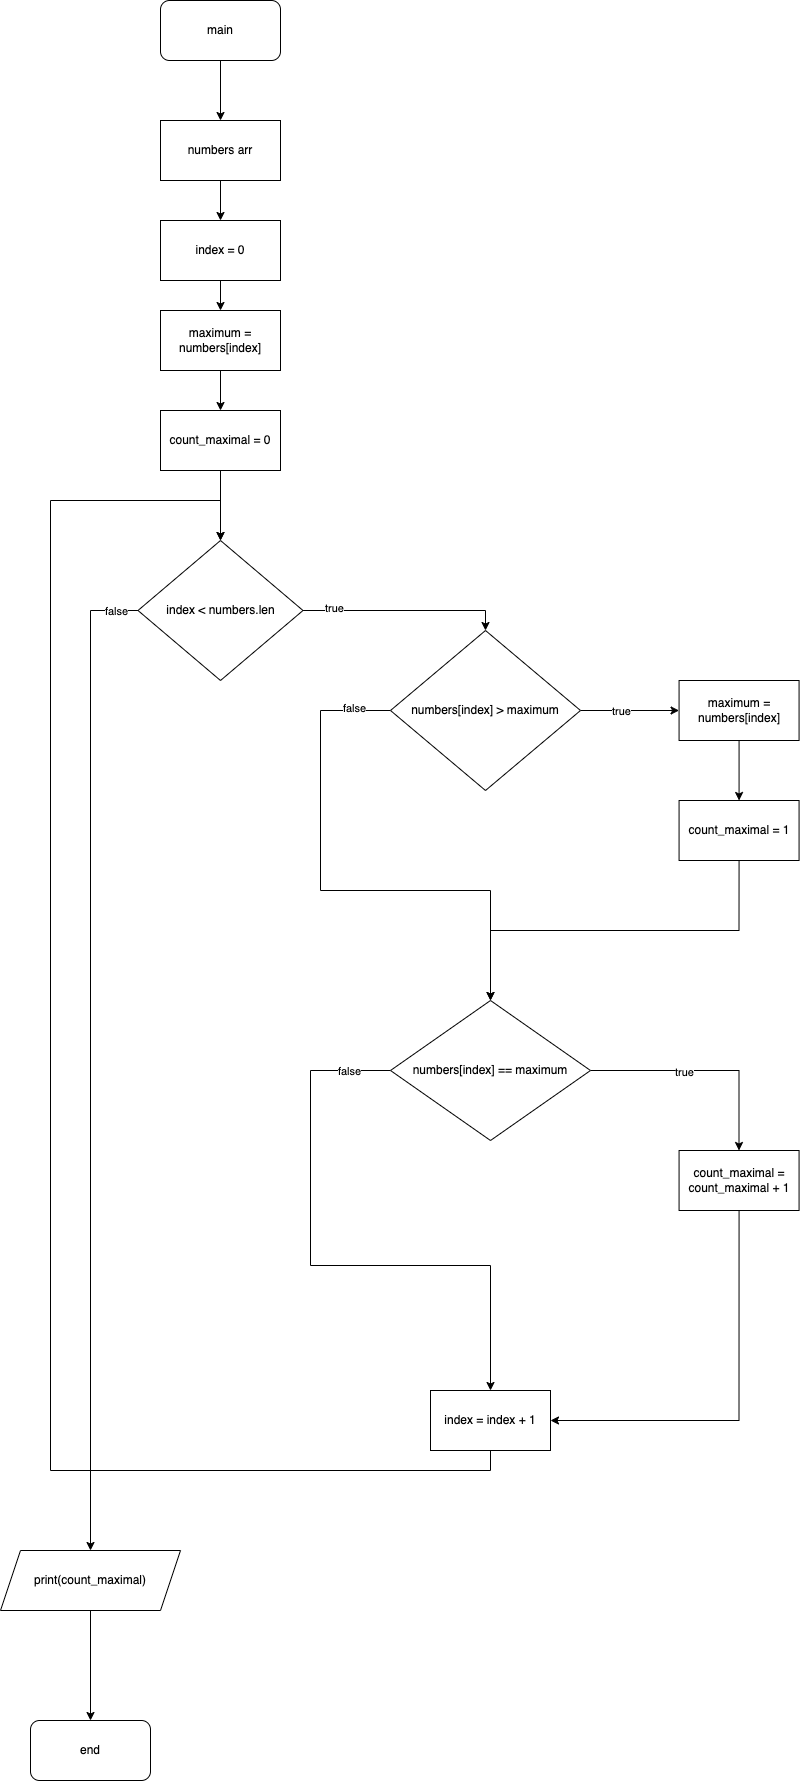 main
numbers arr
index = 0
maximum =
numbers[index]
count_maximal = 0
index < numbers.len
false
true
numbers[index] > maximum
false
true
maximum =
numbers[index]
count_maximal = 1
numbers[index] == maximum
false
true
count_maximal =
count_maximal + 1
index = index + 1
print(count_maximal)
end